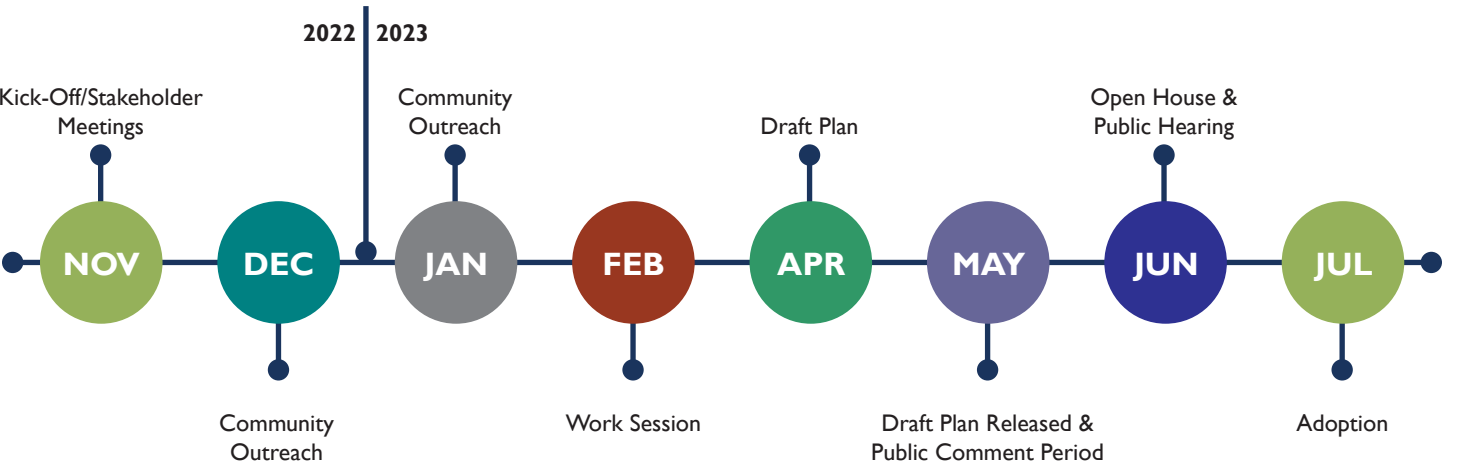 2022 2023
Kick-Off/Stakeholder
Meetings
Community
Outreach
Draft Plan
Open House &
Public Hearing
NOV
DEC
JAN
FEB
APR
MAY
JUN
JUL
Community
Outreach
Work Session
Draft Plan Released &
Public Comment Period
Adoption